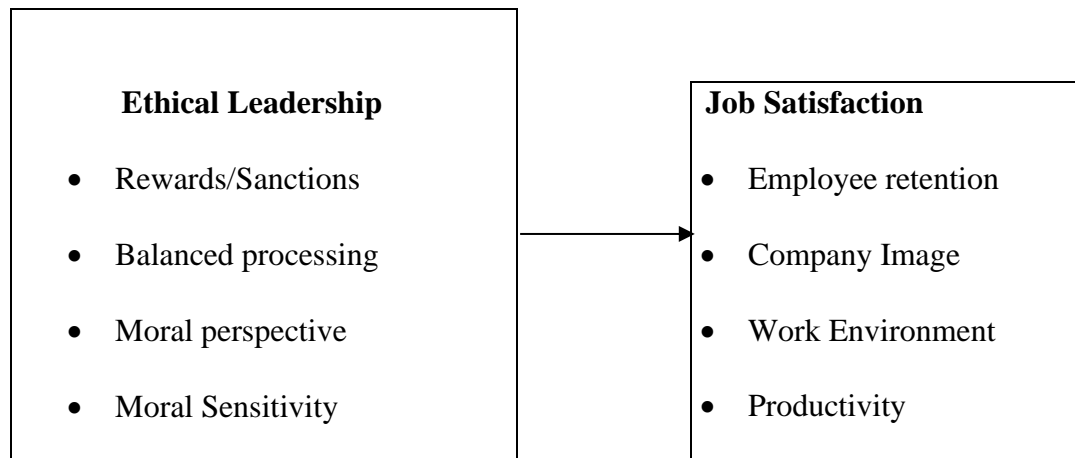 Ethical Leadership
• Rewards/Sanctions
• Balanced processing
• Moral perspective
• Moral Sensitivity
Job Satisfaction
• Employee retention
• Company Image
• Work Environment
• Productivity